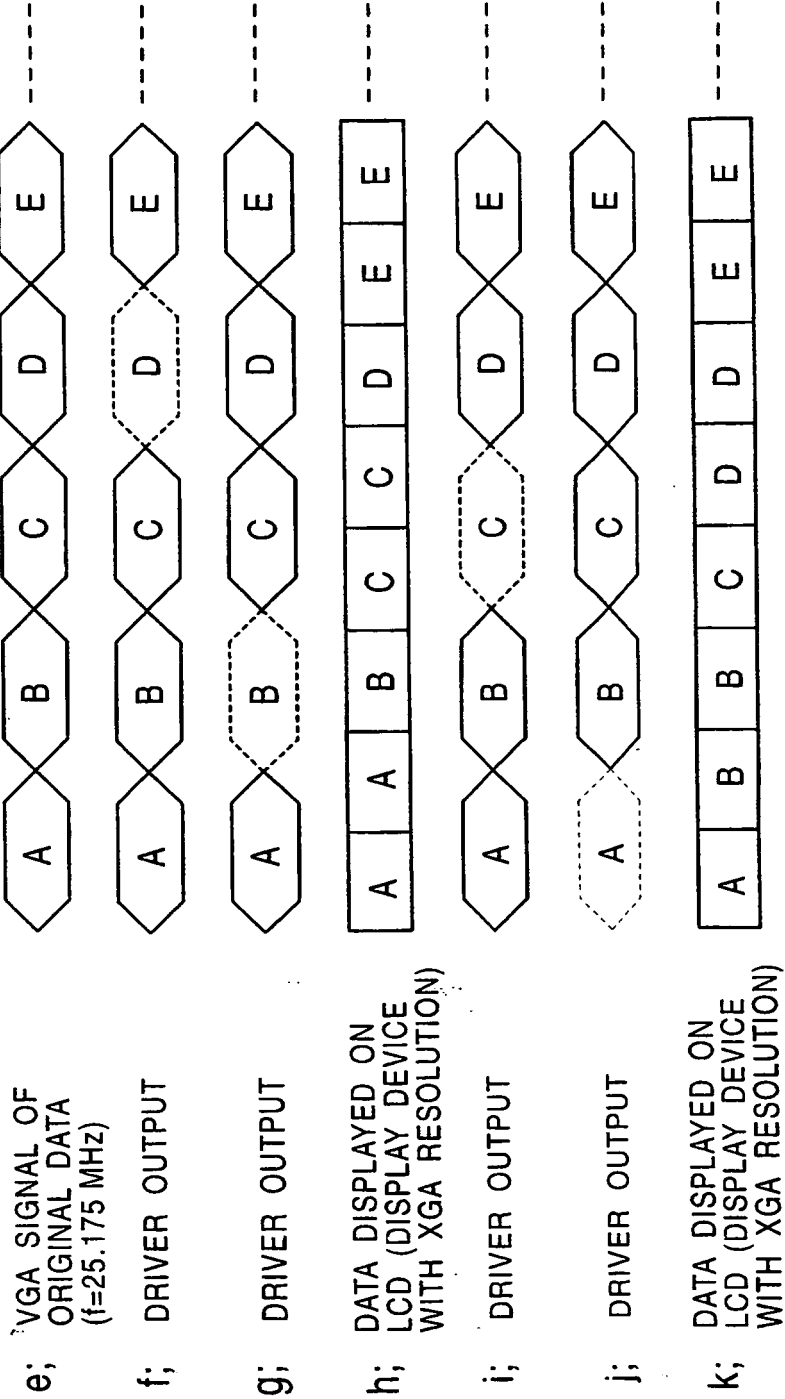 e; VGA SIGNAL OF
ORIGINAL DATA
(f=25.175 MHz)
A B C D E
f; DRIVER OUTPUT
A B C D E
g; DRIVER OUTPUT
A B C D E
h; DATA DISPLAYED ON
LCD (DISPLAY DEVICE
WITH XGA RESOLUTION)
A A B C C D E E
i; DRIVER OUTPUT
A B C D E
j; DRIVER OUTPUT
A B C D E
k; DATA DISPLAYED ON
LCD (DISPLAY DEVICE
WITH XGA RESOLUTION)
A B B C D D E E